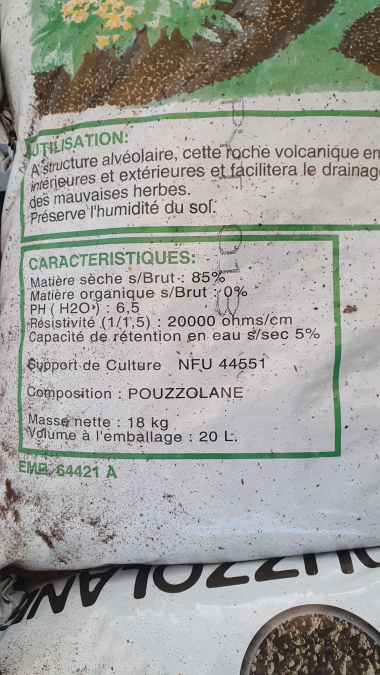 UTILISATION:
A structure alvéolaire, cette roche volcanique em
intérieures et extérieures et facilitera le drainag
des mauvaises herbes.
Préserve l'humidité du sol.
CARACTERISTIQUES:
Matière sèche s/Brut : 85%
Matière organique s/Brut : 0%
PH ( H2O ) : 6,5
Résistivité (1/1,5) : 20000 ohms/cm
Capacité de rétention en eau s/sec 5%
Support de Culture NFU 44551
Composition : POUZZOLANE
Masse nette : 18 kg
Volume à l'emballage : 20 L.
EMB. 64421 A
OUZZOLAN